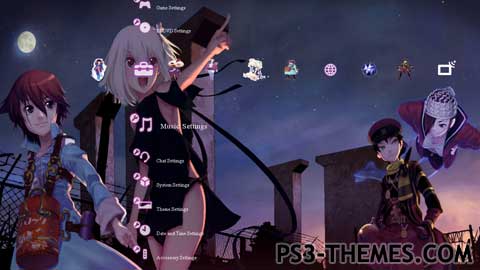 Game Settings
BD/DVD Settings
Music Settings
Chat Settings
System Settings
Theme Settings
Date and Time Settings
Accessory Settings
PS3-THEMES.COM